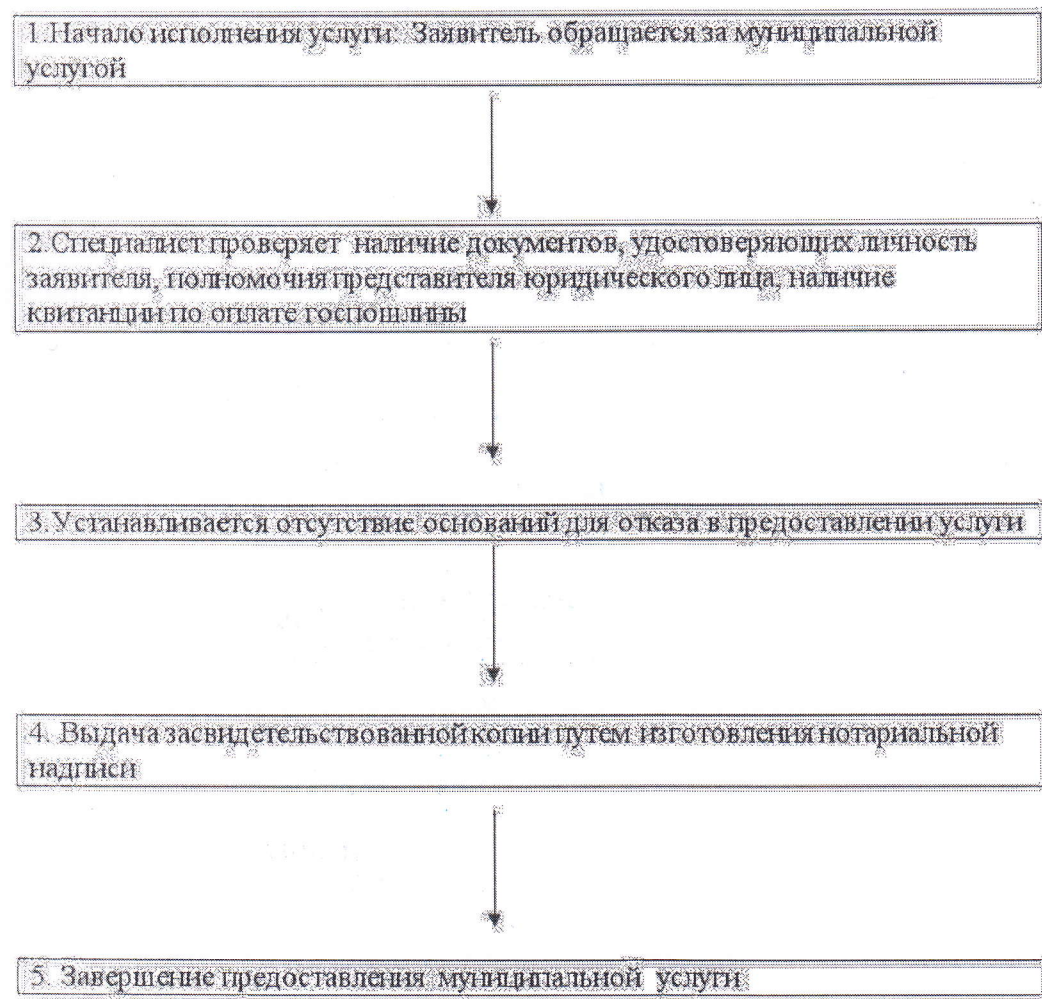 1.Начало исполнения услуги: Заявитель обращается за муниципальной
услугой
2.Специалист проверяет наличие документов, удостоверяющих личность
заявителя, полномочия представителя юридического лица, наличие
квитанции по оплате госпошлины
3.Устанавливается отсутствие оснований для отказа в предоставлении услуги
4. Выдача засвидетельствованной копии путем изготовления нотариальной
надписи
5. Завершение предоставления муниципальной услуги